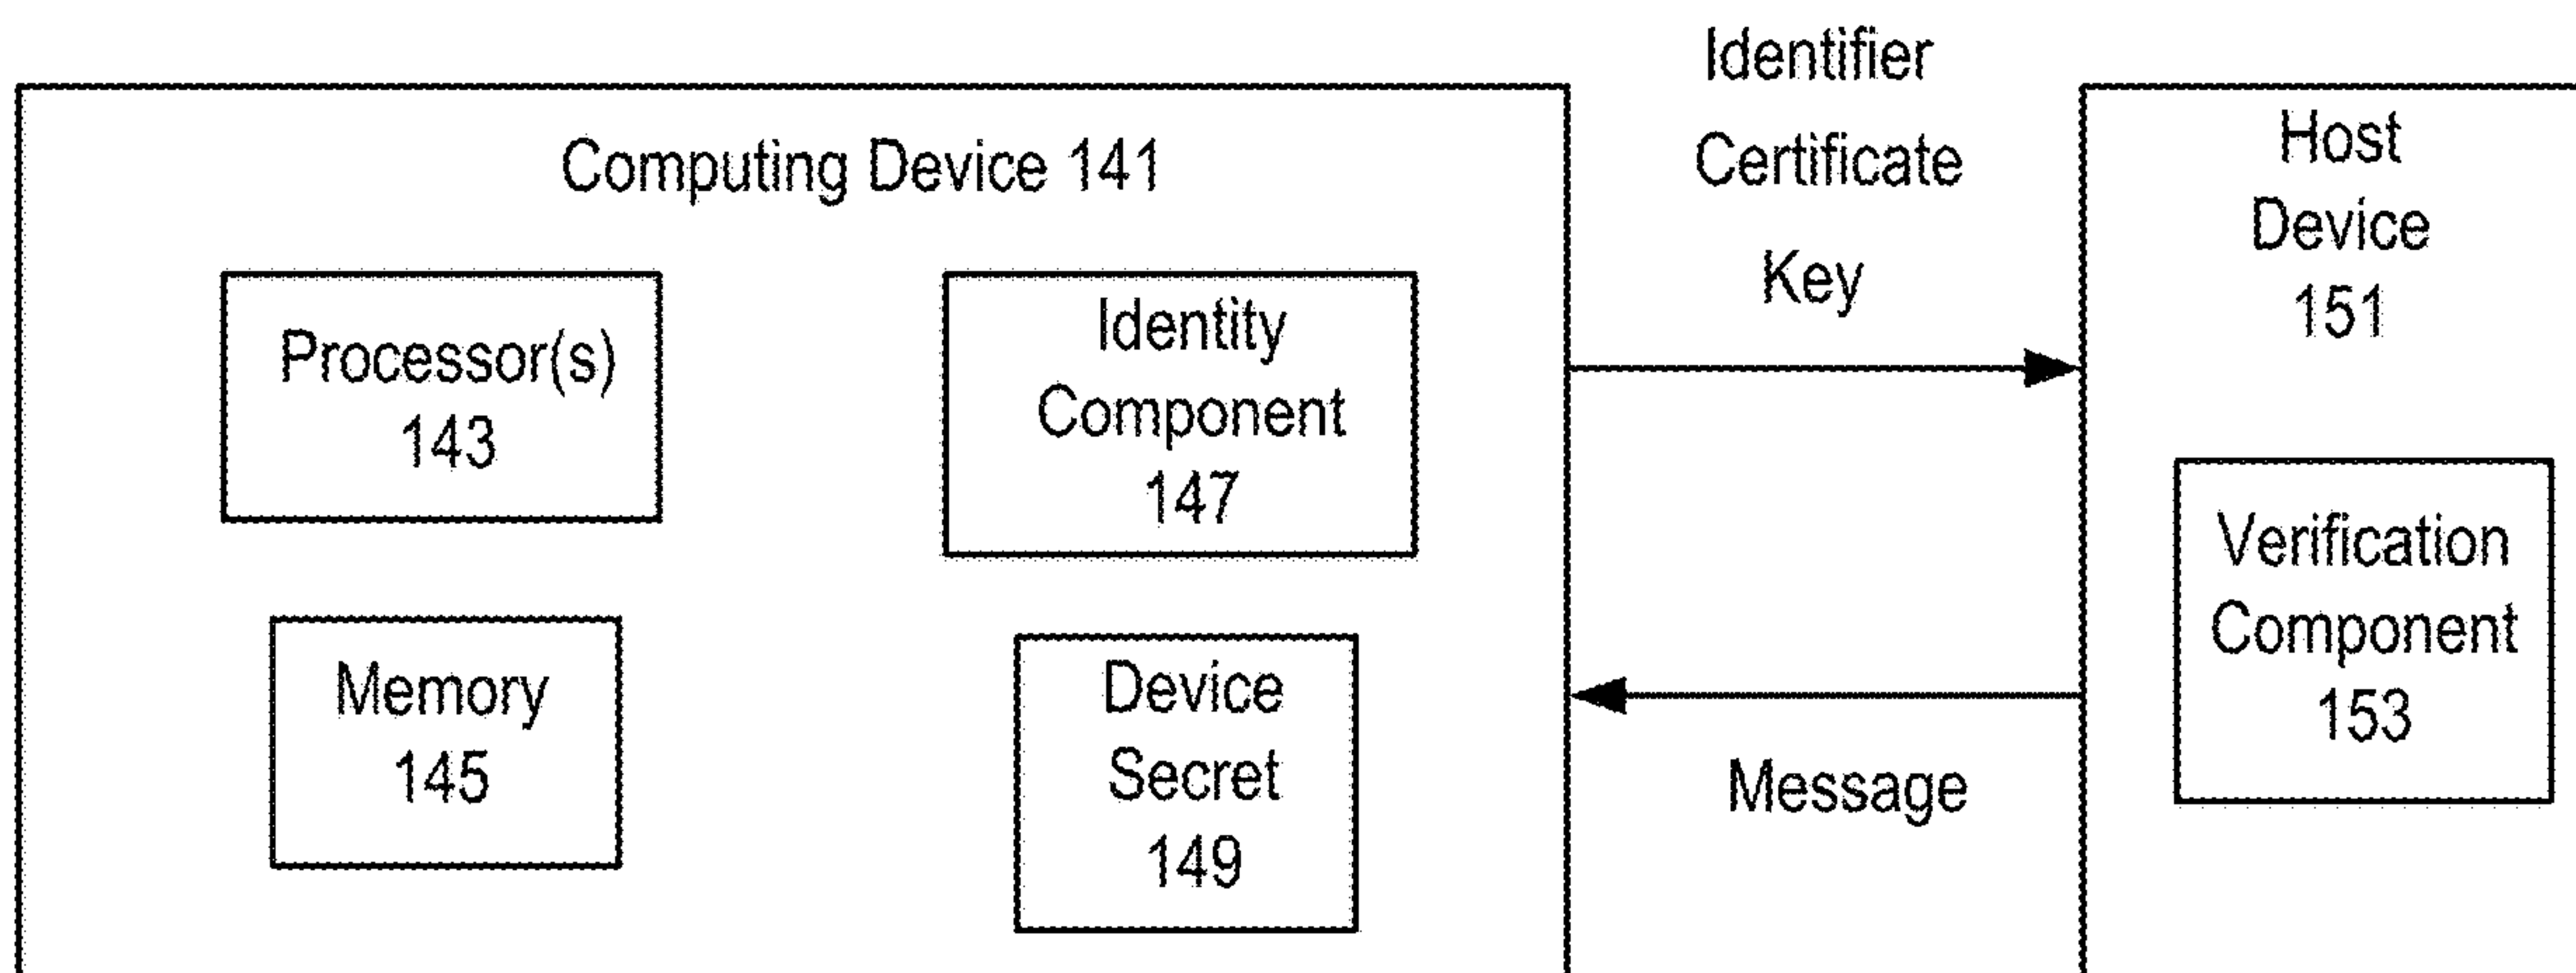 Computing Device 141
Processor(s)
143
Identity
Component
147
Memory
145
Device
Secret
149
Identifier
Certificate
Key
Message
Host
Device
151
Verification
Component
153